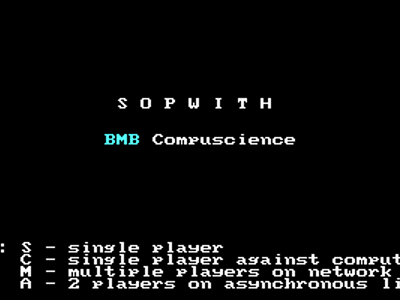 S O P W I T H
BMB Compuscience
: S - single player
C - single player against comput
M - multiple players on network
A - 2 players on asynchronous li